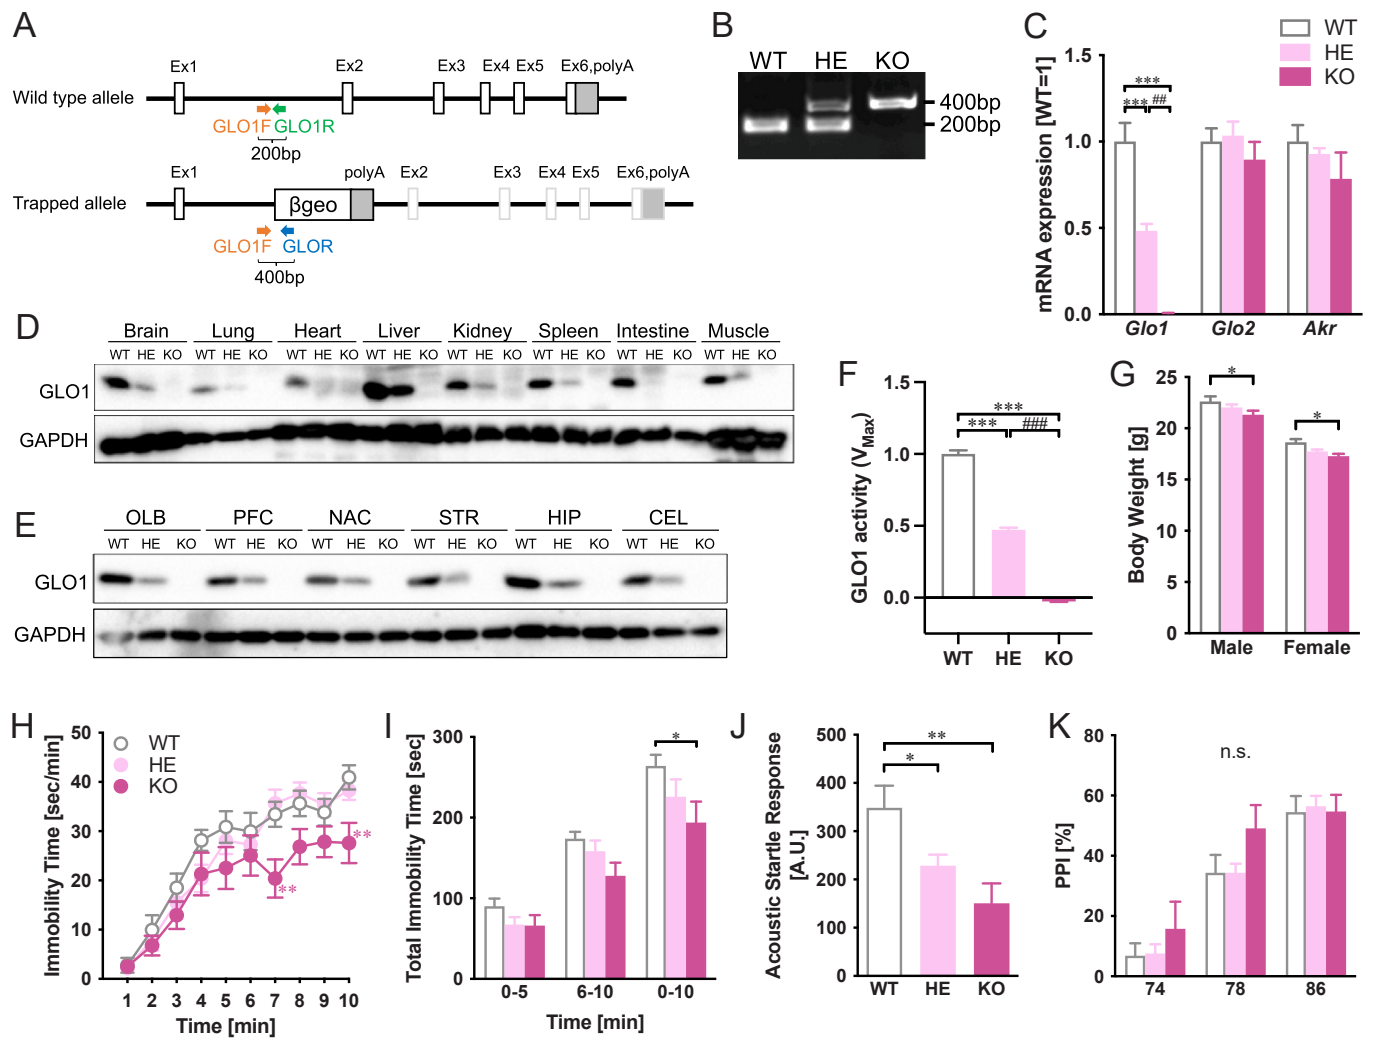 A
Ex1 Ex2 Ex3 Ex4 Ex5 Ex6,polyA
Wild type allele
GLO1F GLO1R
200bp
Ex1 polyA Ex2 Ex3 Ex4 Ex5 Ex6,polyA
Trapped allele
βgeo
GLO1F GLOR
400bp
B
WT HE KO
400bp
200bp
C
WT
HE
KO
mRNA expression [WT=1]
1.5
1.0
0.5
0.0
***
*** ##
Glo1 Glo2 Akr
D
Brain Lung Heart Liver Kidney Spleen Intestine Muscle
WT HE KO WT HE KO WT HE KO WT HE KO WT HE KO WT HE KO WT HE KO WT HE KO
GLO1
GAPDH
E
OLB PFC NAC STR HIP CEL
WT HE KO WT HE KO WT HE KO WT HE KO WT HE KO WT HE KO
GLO1
GAPDH
F
GLO1 activity (VMax)
1.5
1.0
0.5
0.0
***
*** ###
WT HE KO
G
Body Weight [g]
25
20
15
10
5
0
*
*
Male Female
H
Immobility Time [sec/min]
50
40
30
20
10
0
WT
HE
KO
**
**
1 2 3 4 5 6 7 8 9 10
Time [min]
I
Total Immobility Time [sec]
300
200
100
0
*
0-5 6-10 0-10
Time [min]
J
Acoustic Startle Response
[A.U.]
500
400
300
200
100
0
**
*
WT HE KO
K
PPI [%]
80
60
40
20
0
n.s.
74 78 86